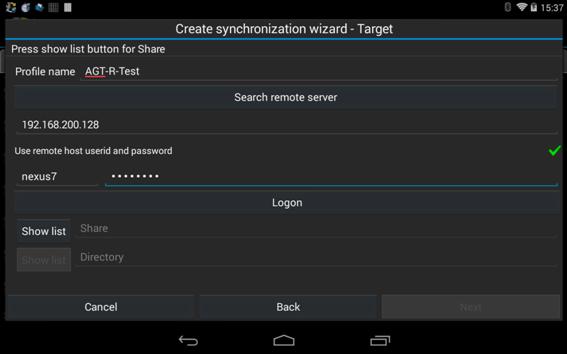 15:37
Create synchronization wizard - Target
Press show list button for Share
Profile name AGT-R-Test
Search remote server
192.168.200.128
Use remote host userid and password
nexus7 ••••••••
Logon
Show list Share
Show list Directory
Cancel Back Next